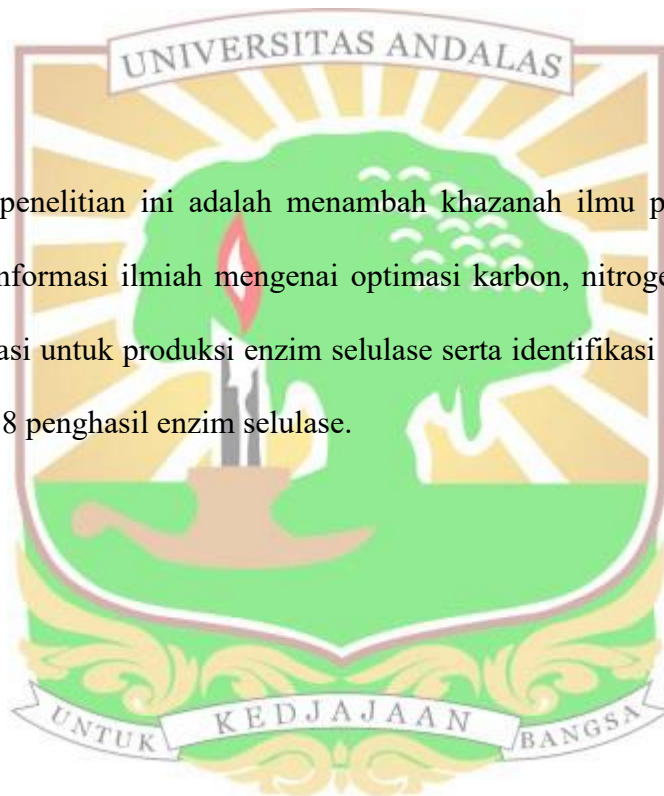 UNIVERSITAS ANDALAS
penelitian ini adalah menambah khazanah ilmu p
nformasi ilmiah mengenai optimasi karbon, nitroge
asi untuk produksi enzim selulase serta identifikasi
8 penghasil enzim selulase.
UNTUK KEDJAJAAN BANGSA